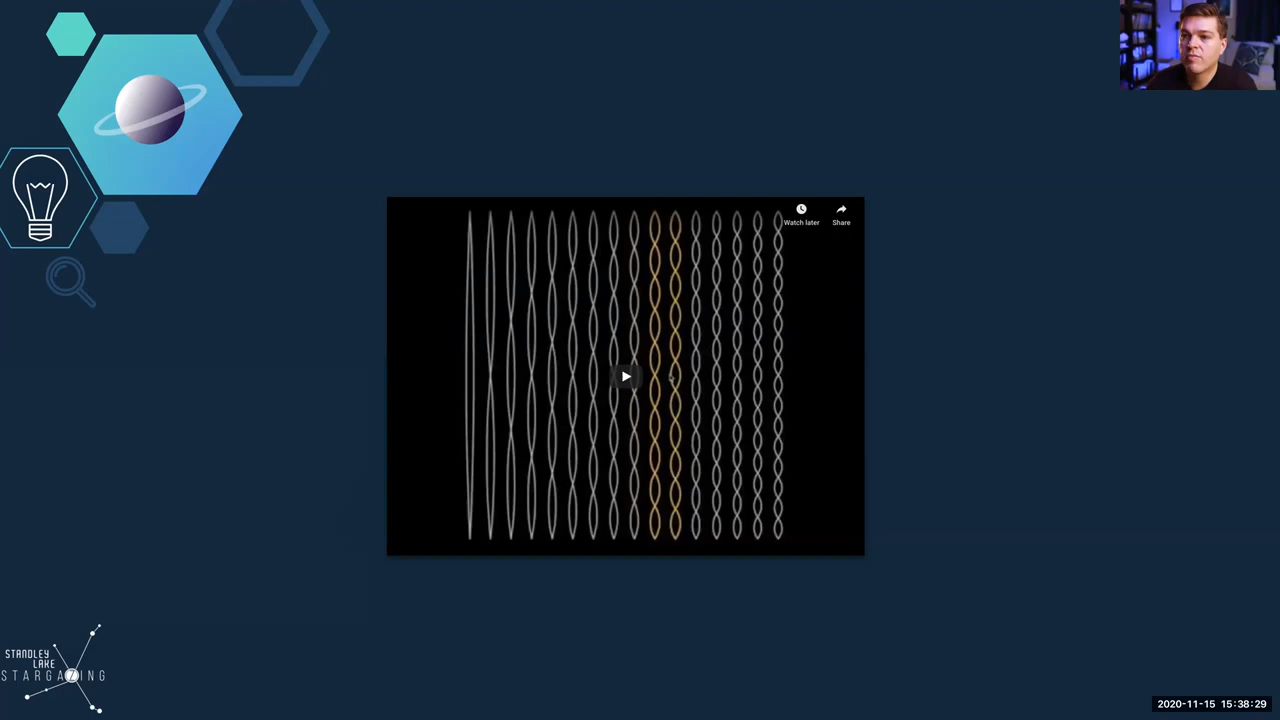 Watch later
Share
STANDLEY
LAKE
STARGAZING
2020-11-15 15:38:29